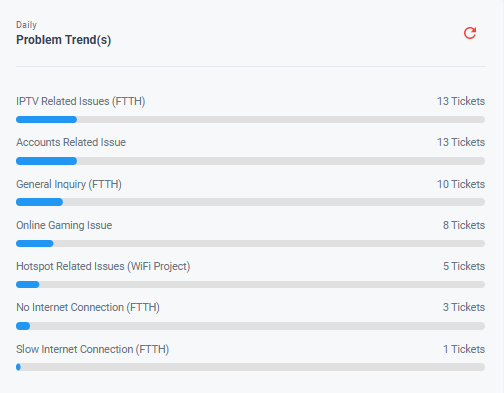 Daily
Problem Trend(s)
IPTV Related Issues (FTTH) 13 Tickets
Accounts Related Issue 13 Tickets
General Inquiry (FTTH) 10 Tickets
Online Gaming Issue 8 Tickets
Hotspot Related Issues (WiFi Project) 5 Tickets
No Internet Connection (FTTH) 3 Tickets
Slow Internet Connection (FTTH) 1 Tickets